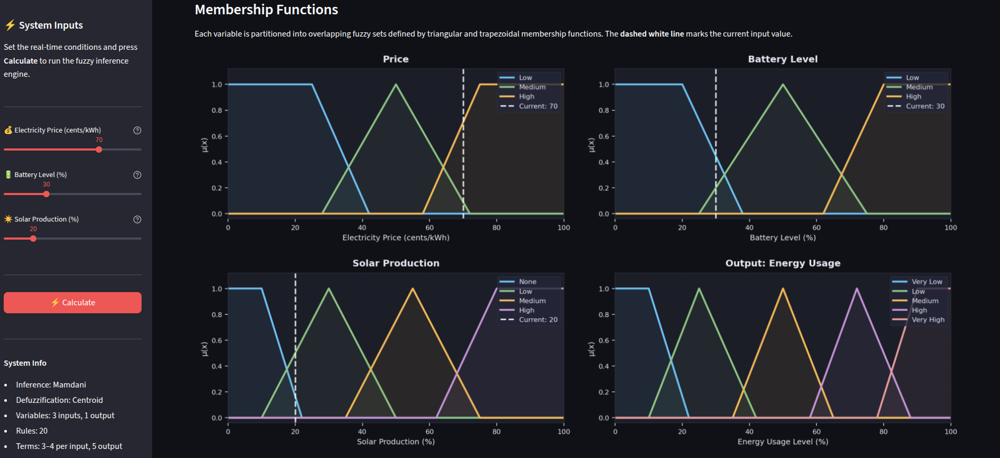 ⚡ System Inputs
Set the real-time conditions and press
Calculate to run the fuzzy inference
engine.
💰 Electricity Price (cents/kWh)
70
🔋 Battery Level (%)
30
☀️ Solar Production (%)
20
⚡ Calculate
System Info
• Inference: Mamdani
• Defuzzification: Centroid
• Variables: 3 inputs, 1 output
• Rules: 20
• Terms: 3–4 per input, 5 output
Membership Functions
Each variable is partitioned into overlapping fuzzy sets defined by triangular and trapezoidal membership functions. The dashed white line marks the current input value.
Price
μ(x)
1.0
0.8
0.6
0.4
0.2
0.0
Low
Medium
High
Current: 70
0 20 40 60 80 100
Electricity Price (cents/kWh)
Battery Level
μ(x)
1.0
0.8
0.6
0.4
0.2
0.0
Low
Medium
High
Current: 30
0 20 40 60 80 100
Battery Level (%)
Solar Production
μ(x)
1.0
0.8
0.6
0.4
0.2
0.0
None
Low
Medium
High
Current: 20
0 20 40 60 80 100
Solar Production (%)
Output: Energy Usage
μ(x)
1.0
0.8
0.6
0.4
0.2
0.0
Very Low
Low
Medium
High
Very High
0 20 40 60 80 100
Energy Usage Level (%)